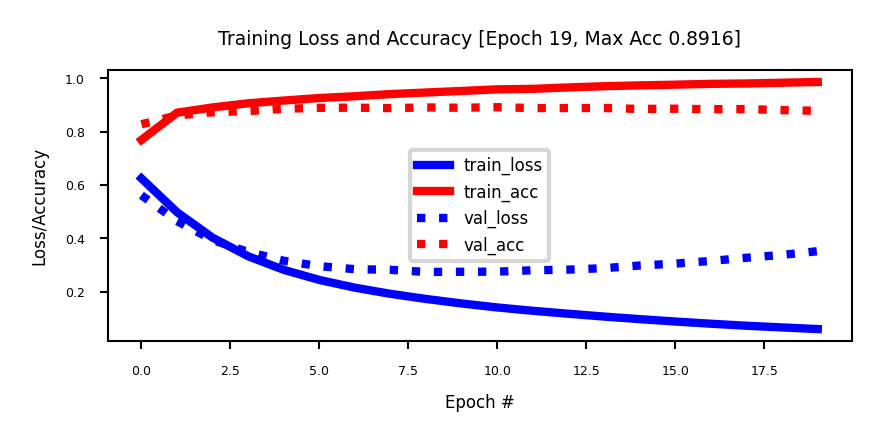 Training Loss and Accuracy [Epoch 19, Max Acc 0.8916]
Loss/Accuracy
1.0
0.8
0.6
0.4
0.2
train_loss
train_acc
val_loss
val_acc
0.0 2.5 5.0 7.5 10.0 12.5 15.0 17.5
Epoch #